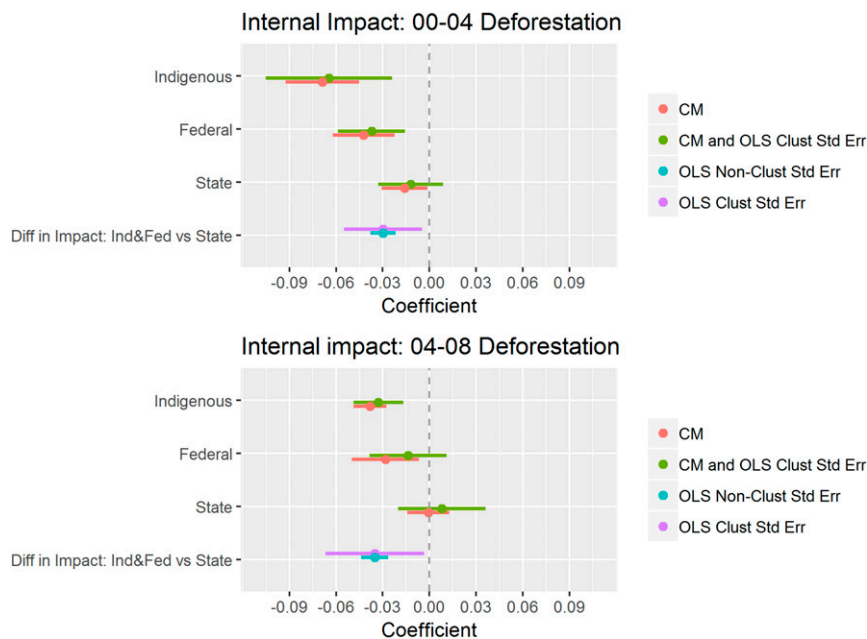 Internal Impact: 00-04 Deforestation
Indigenous
Federal
State
Diff in Impact: Ind&Fed vs State
-0.09 -0.06 -0.03 0.00 0.03 0.06 0.09
Coefficient
CM
CM and OLS Clust Std Err
OLS Non-Clust Std Err
OLS Clust Std Err
Internal impact: 04-08 Deforestation
Indigenous
Federal
State
Diff in Impact: Ind&Fed vs State
-0.09 -0.06 -0.03 0.00 0.03 0.06 0.09
Coefficient
CM
CM and OLS Clust Std Err
OLS Non-Clust Std Err
OLS Clust Std Err